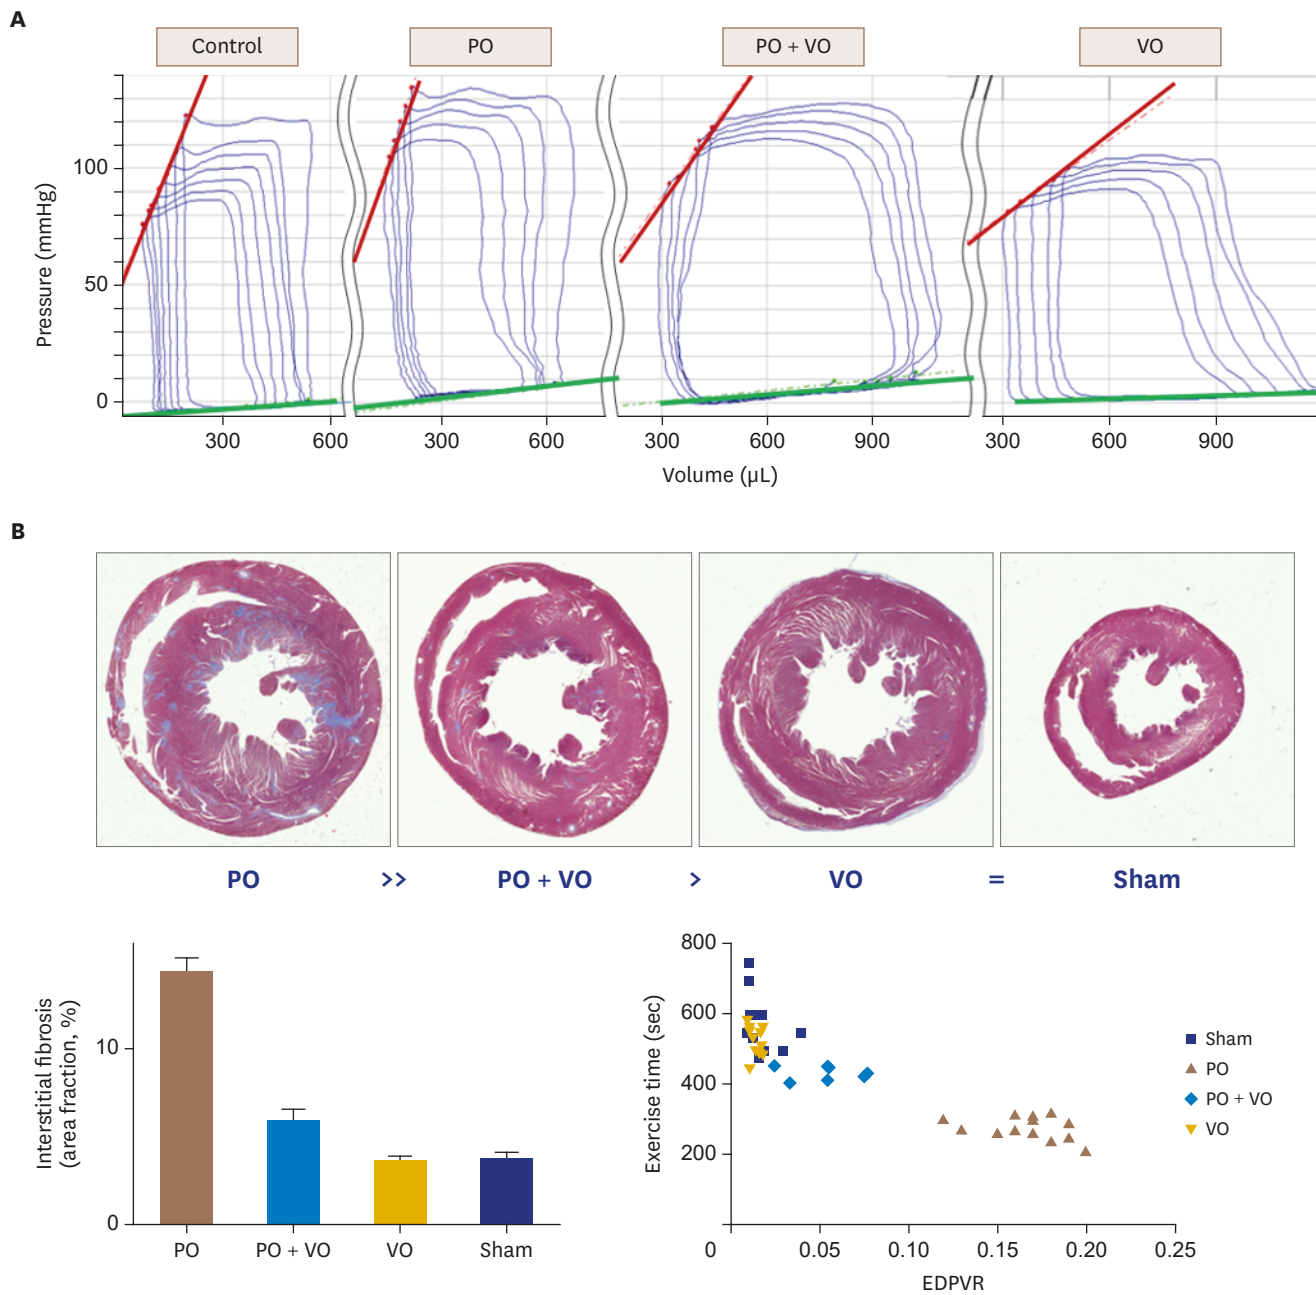 A
Control PO PO + VO VO
Pressure (mmHg)
100
50
0
300 600 300 600 300 600 900 300 600 900
Volume (µL)
B
PO >> PO + VO > VO = Sham
Interstitial fibrosis
(area fraction, %)
10
0
PO PO + VO VO Sham
Exercise time (sec)
800
600
400
200
0 0.05 0.10 0.15 0.20 0.25
EDPVR
Sham
PO
PO + VO
VO